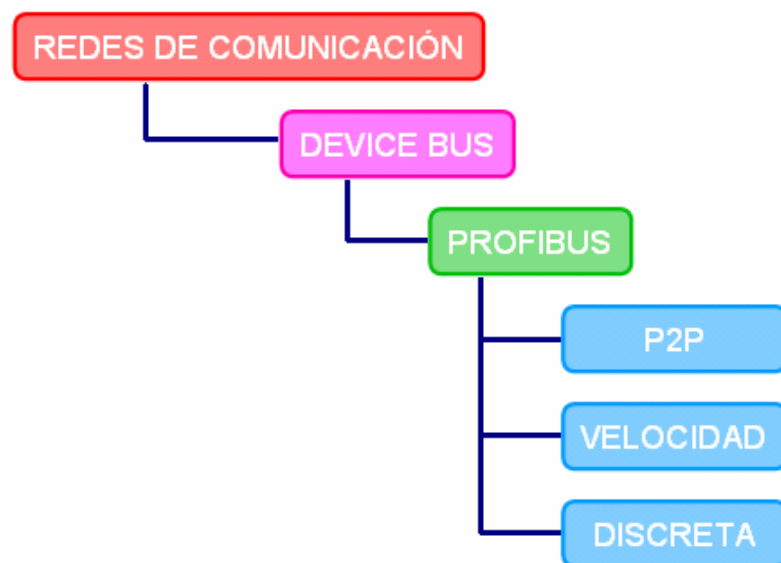 REDES DE COMUNICACIÓN
DEVICE BUS
PROFIBUS
P2P
VELOCIDAD
DISCRETA